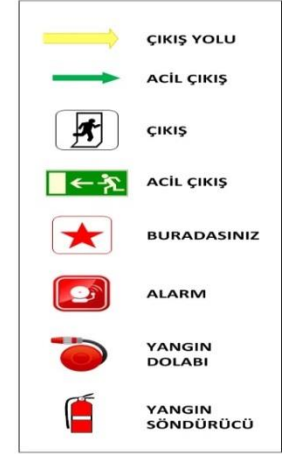 ÇIKIŞ YOLU
ACİL ÇIKIŞ
ÇIKIŞ
ACİL ÇIKIŞ
BURADASINIZ
ALARM
YANGIN
DOLABI
YANGIN
SÖNDÜRÜCÜ